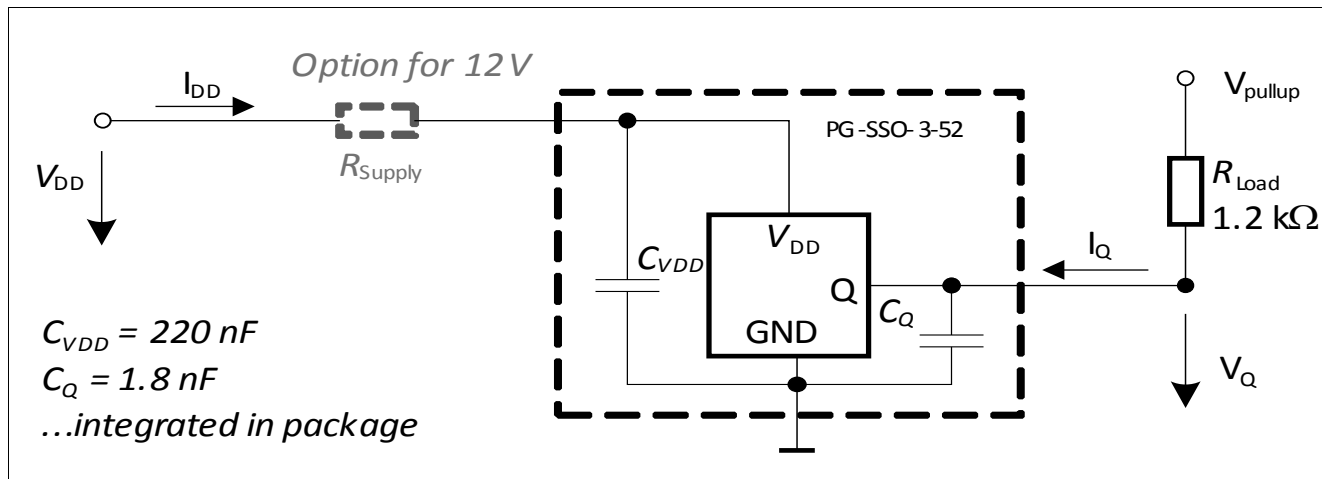 Option for 12V
I_DD
R_Supply
V_DD
PG-SSO-3-52
V_pullup
R_Load
1.2 kΩ
I_Q
V_DD
C_VDD
Q
C_Q
GND
V_Q
C_VDD = 220 nF
C_Q = 1.8 nF
...integrated in package